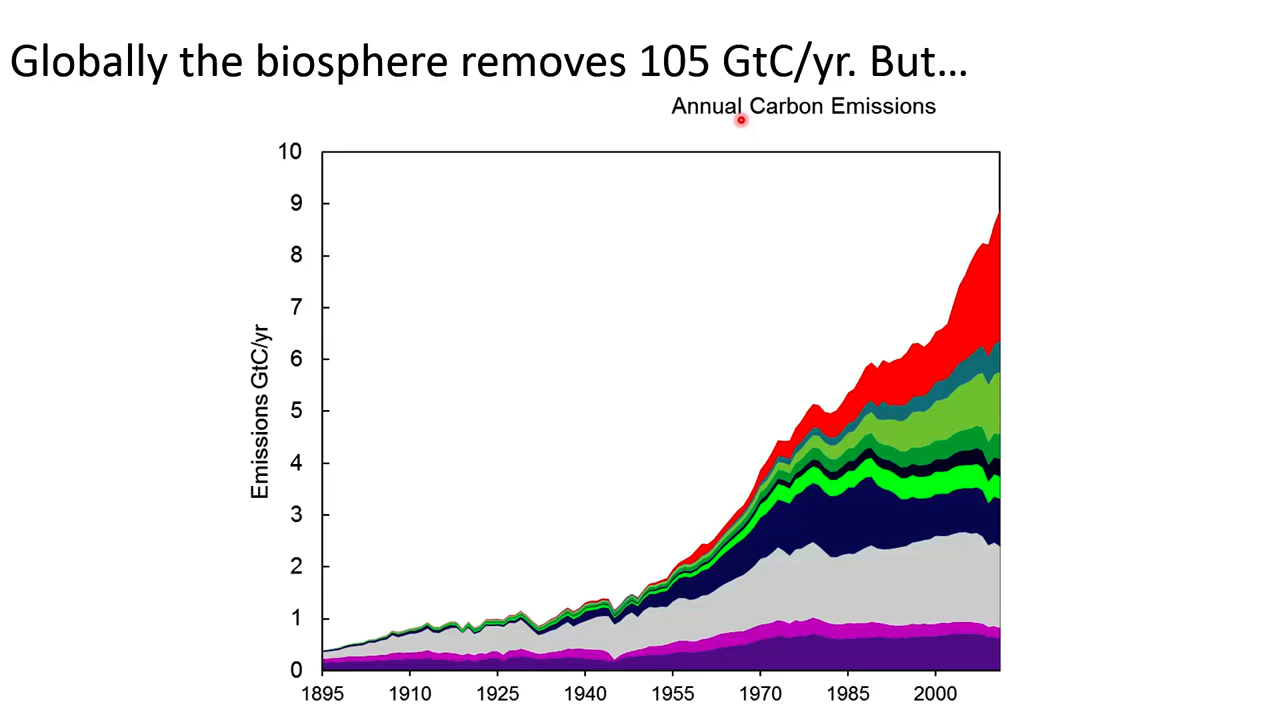 Globally the biosphere removes 105 GtC/yr. But…
Annual Carbon Emissions
10
9
8
7
6
5
4
3
2
1
0
Emissions GtC/yr
1895 1910 1925 1940 1955 1970 1985 2000